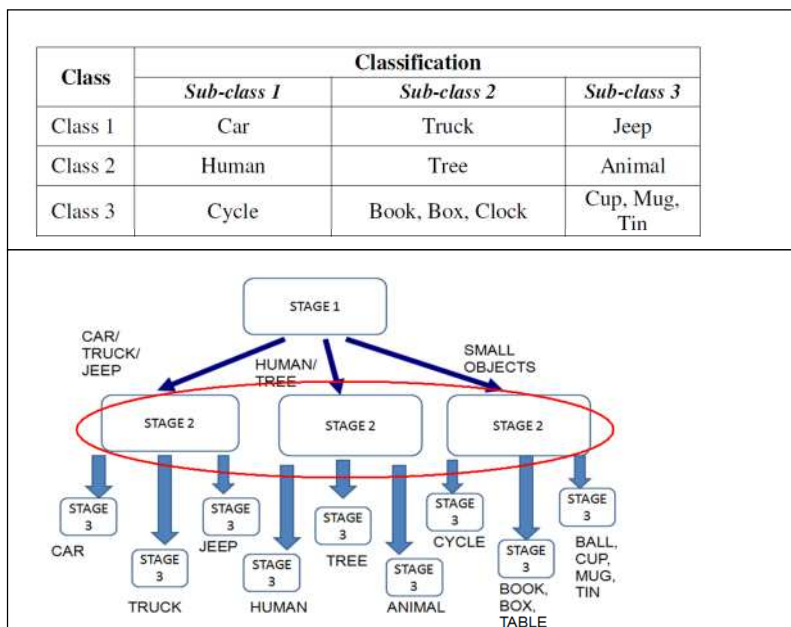 Class Classification
Sub-class 1 Sub-class 2 Sub-class 3
Class 1 Car Truck Jeep
Class 2 Human Tree Animal
Class 3 Cycle Book, Box, Clock Cup, Mug,
Tin
STAGE 1
CAR/
TRUCK/
JEEP
HUMAN/
TREE
SMALL
OBJECTS
STAGE 2
STAGE 2
STAGE 2
STAGE
3
CAR
STAGE
3
TRUCK
STAGE
3
JEEP
STAGE
3
HUMAN
STAGE
3
TREE
STAGE
3
ANIMAL
STAGE
3
CYCLE
STAGE
3
BOOK,
BOX,
TABLE
STAGE
3
BALL,
CUP,
MUG,
TIN